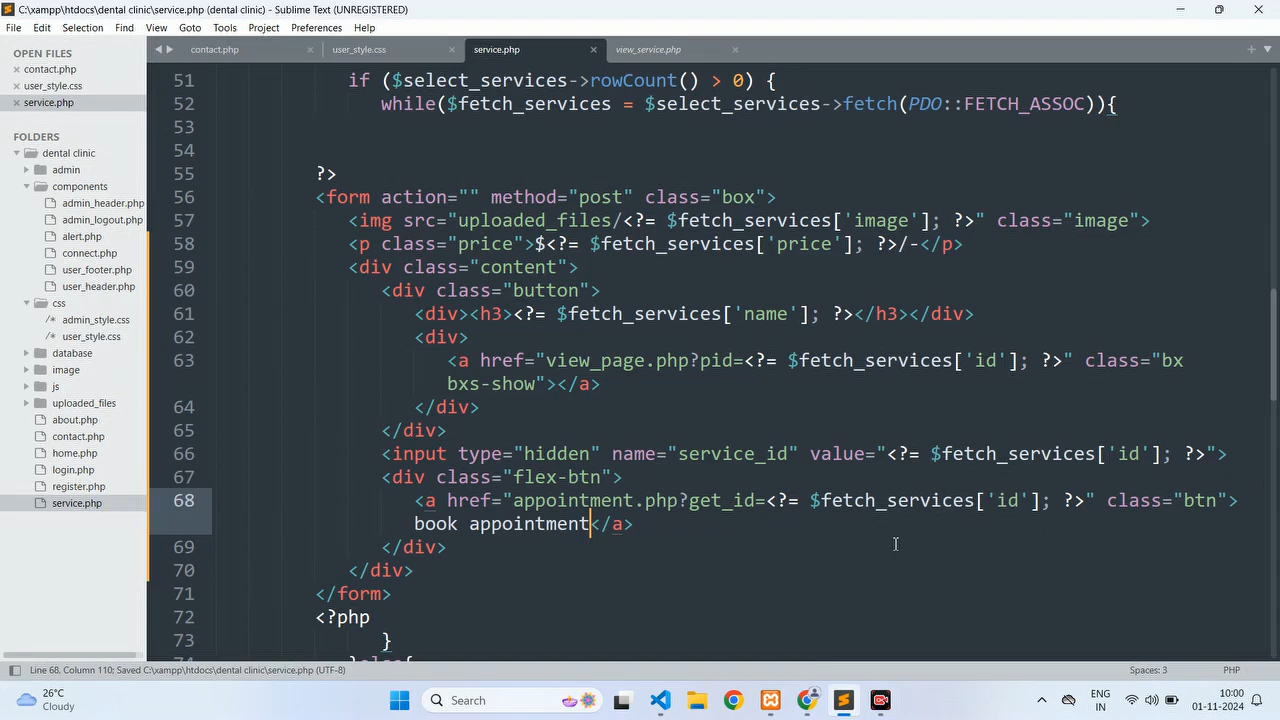 C:\xampp\htdocs\dental clinic\service.php (dental clinic) - Sublime Text (UNREGISTERED)
File Edit Selection Find View Goto Tools Project Preferences Help
OPEN FILES
contact.php
user_style.css
service.php
FOLDERS
dental clinic
admin
components
admin_header.php
admin_logout.php
alert.php
connect.php
user_footer.php
user_header.php
css
admin_style.css
user_style.css
database
image
js
uploaded_files
about.php
contact.php
home.php
login.php
register.php
service.php
contact.php user_style.css service.php view_service.php
51 if ($select_services->rowCount() > 0) {
52 while($fetch_services = $select_services->fetch(PDO::FETCH_ASSOC)){
53
54
55 ?>
56 <form action="" method="post" class="box">
57 <img src="uploaded_files/<?= $fetch_services['image']; ?>" class="image">
58 <p class="price">$<?= $fetch_services['price']; ?>/-</p>
59 <div class="content">
60 <div class="button">
61 <div><h3><?= $fetch_services['name']; ?></h3></div>
62 <div>
63 <a href="view_page.php?pid=<?= $fetch_services['id']; ?>" class="bx
bxs-show"></a>
64 </div>
65 </div>
66 <input type="hidden" name="service_id" value="<?= $fetch_services['id']; ?>">
67 <div class="flex-btn">
68 <a href="appointment.php?get_id=<?= $fetch_services['id']; ?>" class="btn">
book appointment</a>
69 </div>
70 </div>
71 </form>
72 <?php
73 }
74 }else{
Line 68, Column 110; Saved C:\xampp\htdocs\dental clinic\service.php (UTF-8) Spaces: 3 PHP
26°C
Cloudy
Search
ENG
IN
10:00
01-11-2024